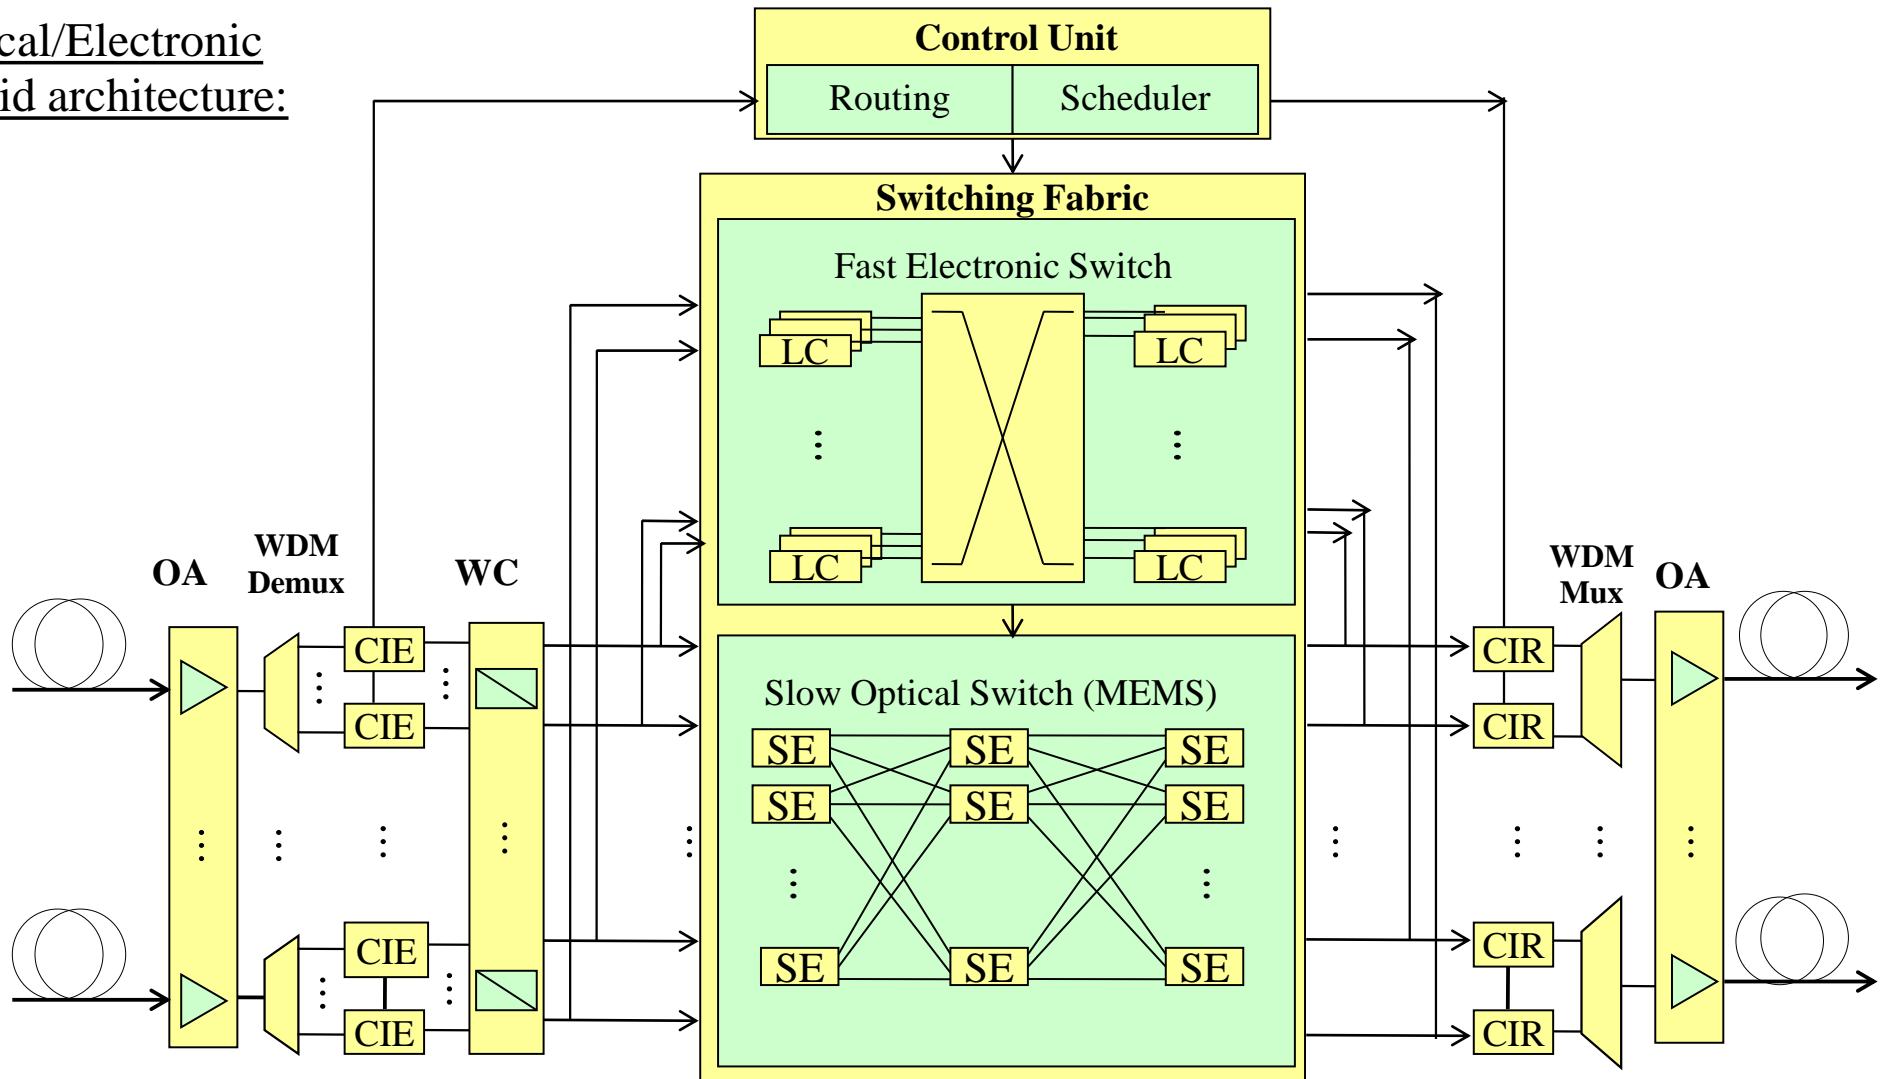 cal/Electronic
id architecture:
Control Unit
Routing
Scheduler
Switching Fabric
Fast Electronic Switch
LC
LC
LC
LC
OA
WDM
Demux
WC
WDM
Mux
OA
CIE
CIE
CIR
CIR
Slow Optical Switch (MEMS)
SE
SE
SE
SE
SE
SE
CIE
SE
SE
SE
CIR
CIE
CIR